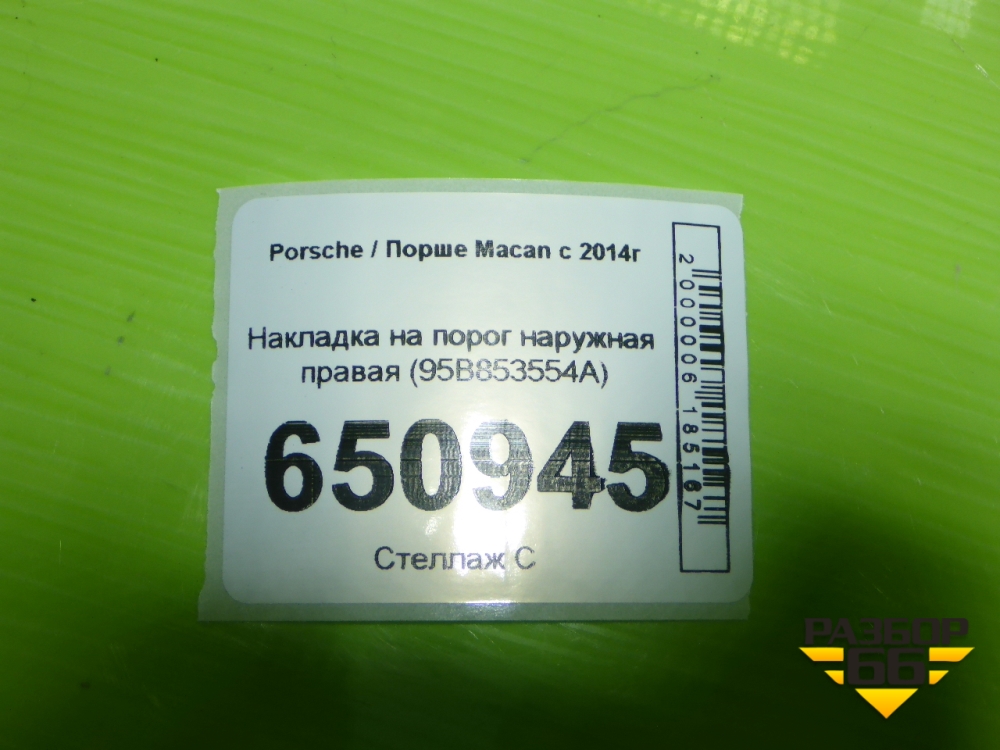 Porsche / Порше Macan с 2014г
Накладка на порог наружная
правая (95B853554A)
650945
Стеллаж С
2000006185167
РАЗБОР
66